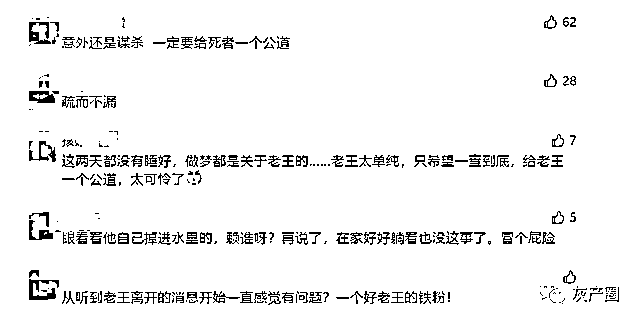 62
意外还是谋杀 一定要给死者一个公道
28
疏而不漏
7
这两天都没有睡好，做梦都是关于老王的......老王太单纯，只希望一查到底，给老王
一个公道，太可怜了
5
眼看着他自己掉进水里的，赖谁呀？再说了，在家好好躺着也没这事了。冒个屁险
从听到老王离开的消息开始一直感觉有问题？一个好老王的铁粉！
灰产圈